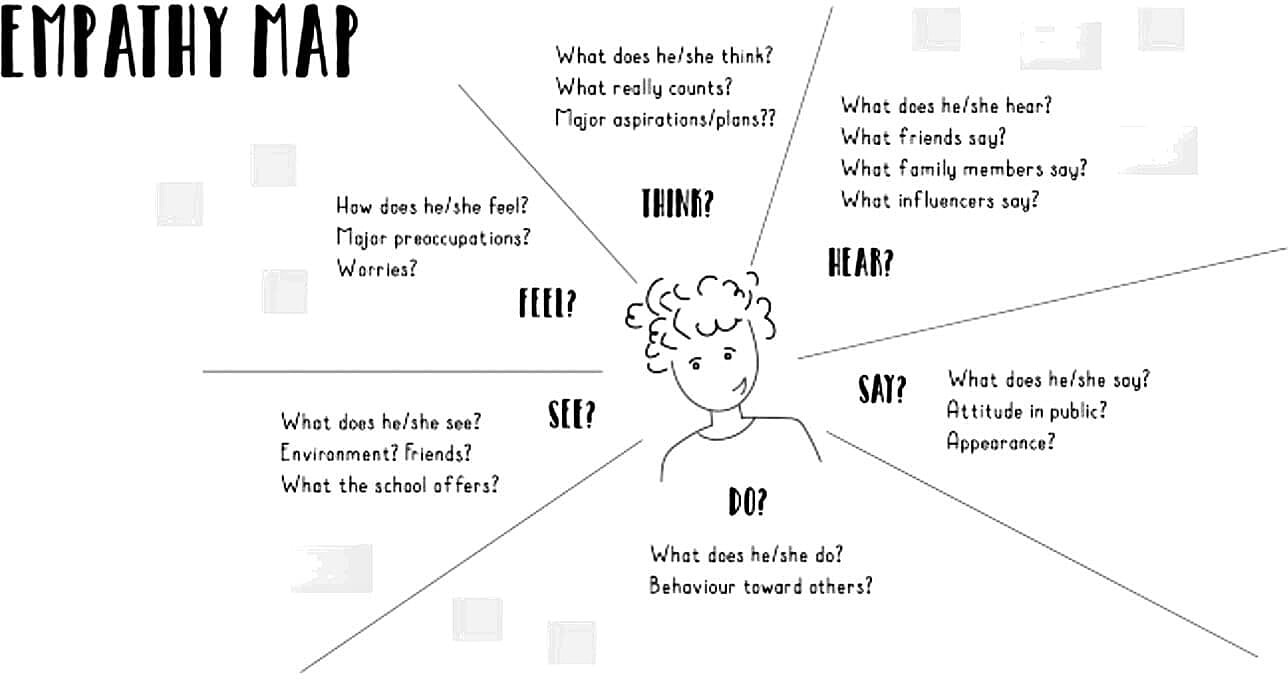 EMPATHY MAP
What does he/she think?
What really counts?
Major aspirations/plans??
THINK?
What does he/she hear?
What friends say?
What family members say?
What influencers say?
HEAR?
How does he/she feel?
Major preoccupations?
Worries?
FEEL?
What does he/she see?
Environment? Friends?
What the school offers?
SEE?
SAY?
What does he/she say?
Attitude in public?
Appearance?
DO?
What does he/she do?
Behaviour toward others?